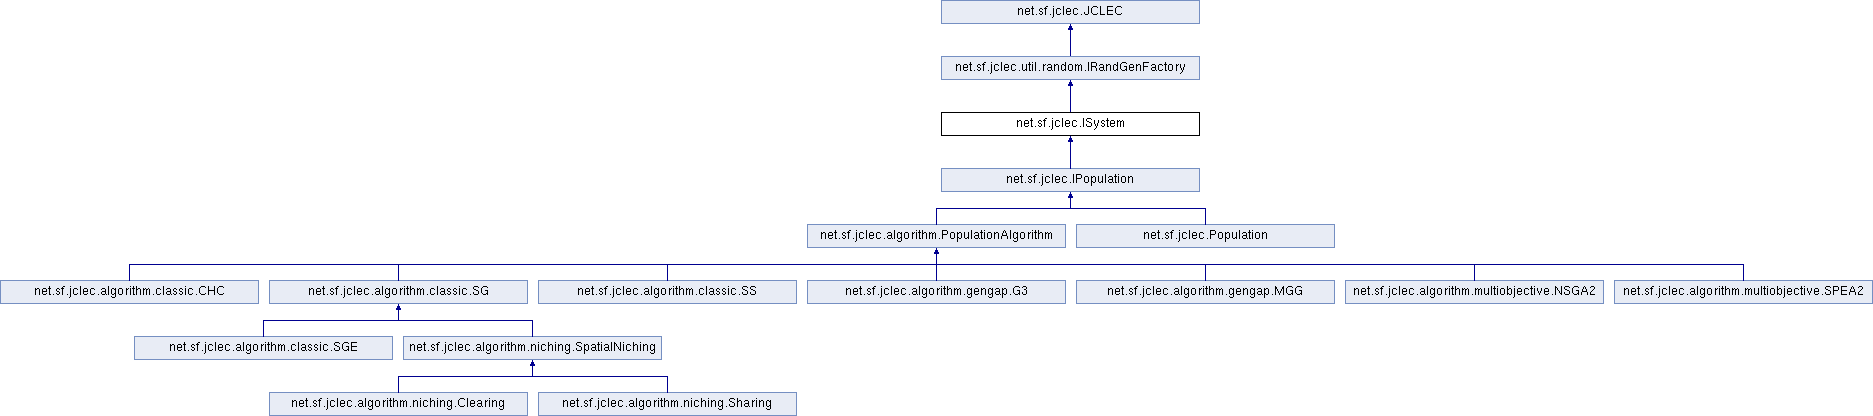 net.sf.jclec.JCLEC
net.sf.jclec.util.random.IRandGenFactory
net.sf.jclec.ISystem
net.sf.jclec.IPopulation
net.sf.jclec.algorithm.PopulationAlgorithm
net.sf.jclec.Population
net.sf.jclec.algorithm.classic.CHC
net.sf.jclec.algorithm.classic.SG
net.sf.jclec.algorithm.classic.SS
net.sf.jclec.algorithm.gengap.G3
net.sf.jclec.algorithm.gengap.MGG
net.sf.jclec.algorithm.multiobjective.NSGA2
net.sf.jclec.algorithm.multiobjective.SPEA2
net.sf.jclec.algorithm.classic.SGE
net.sf.jclec.algorithm.niching.SpatialNiching
net.sf.jclec.algorithm.niching.Clearing
net.sf.jclec.algorithm.niching.Sharing